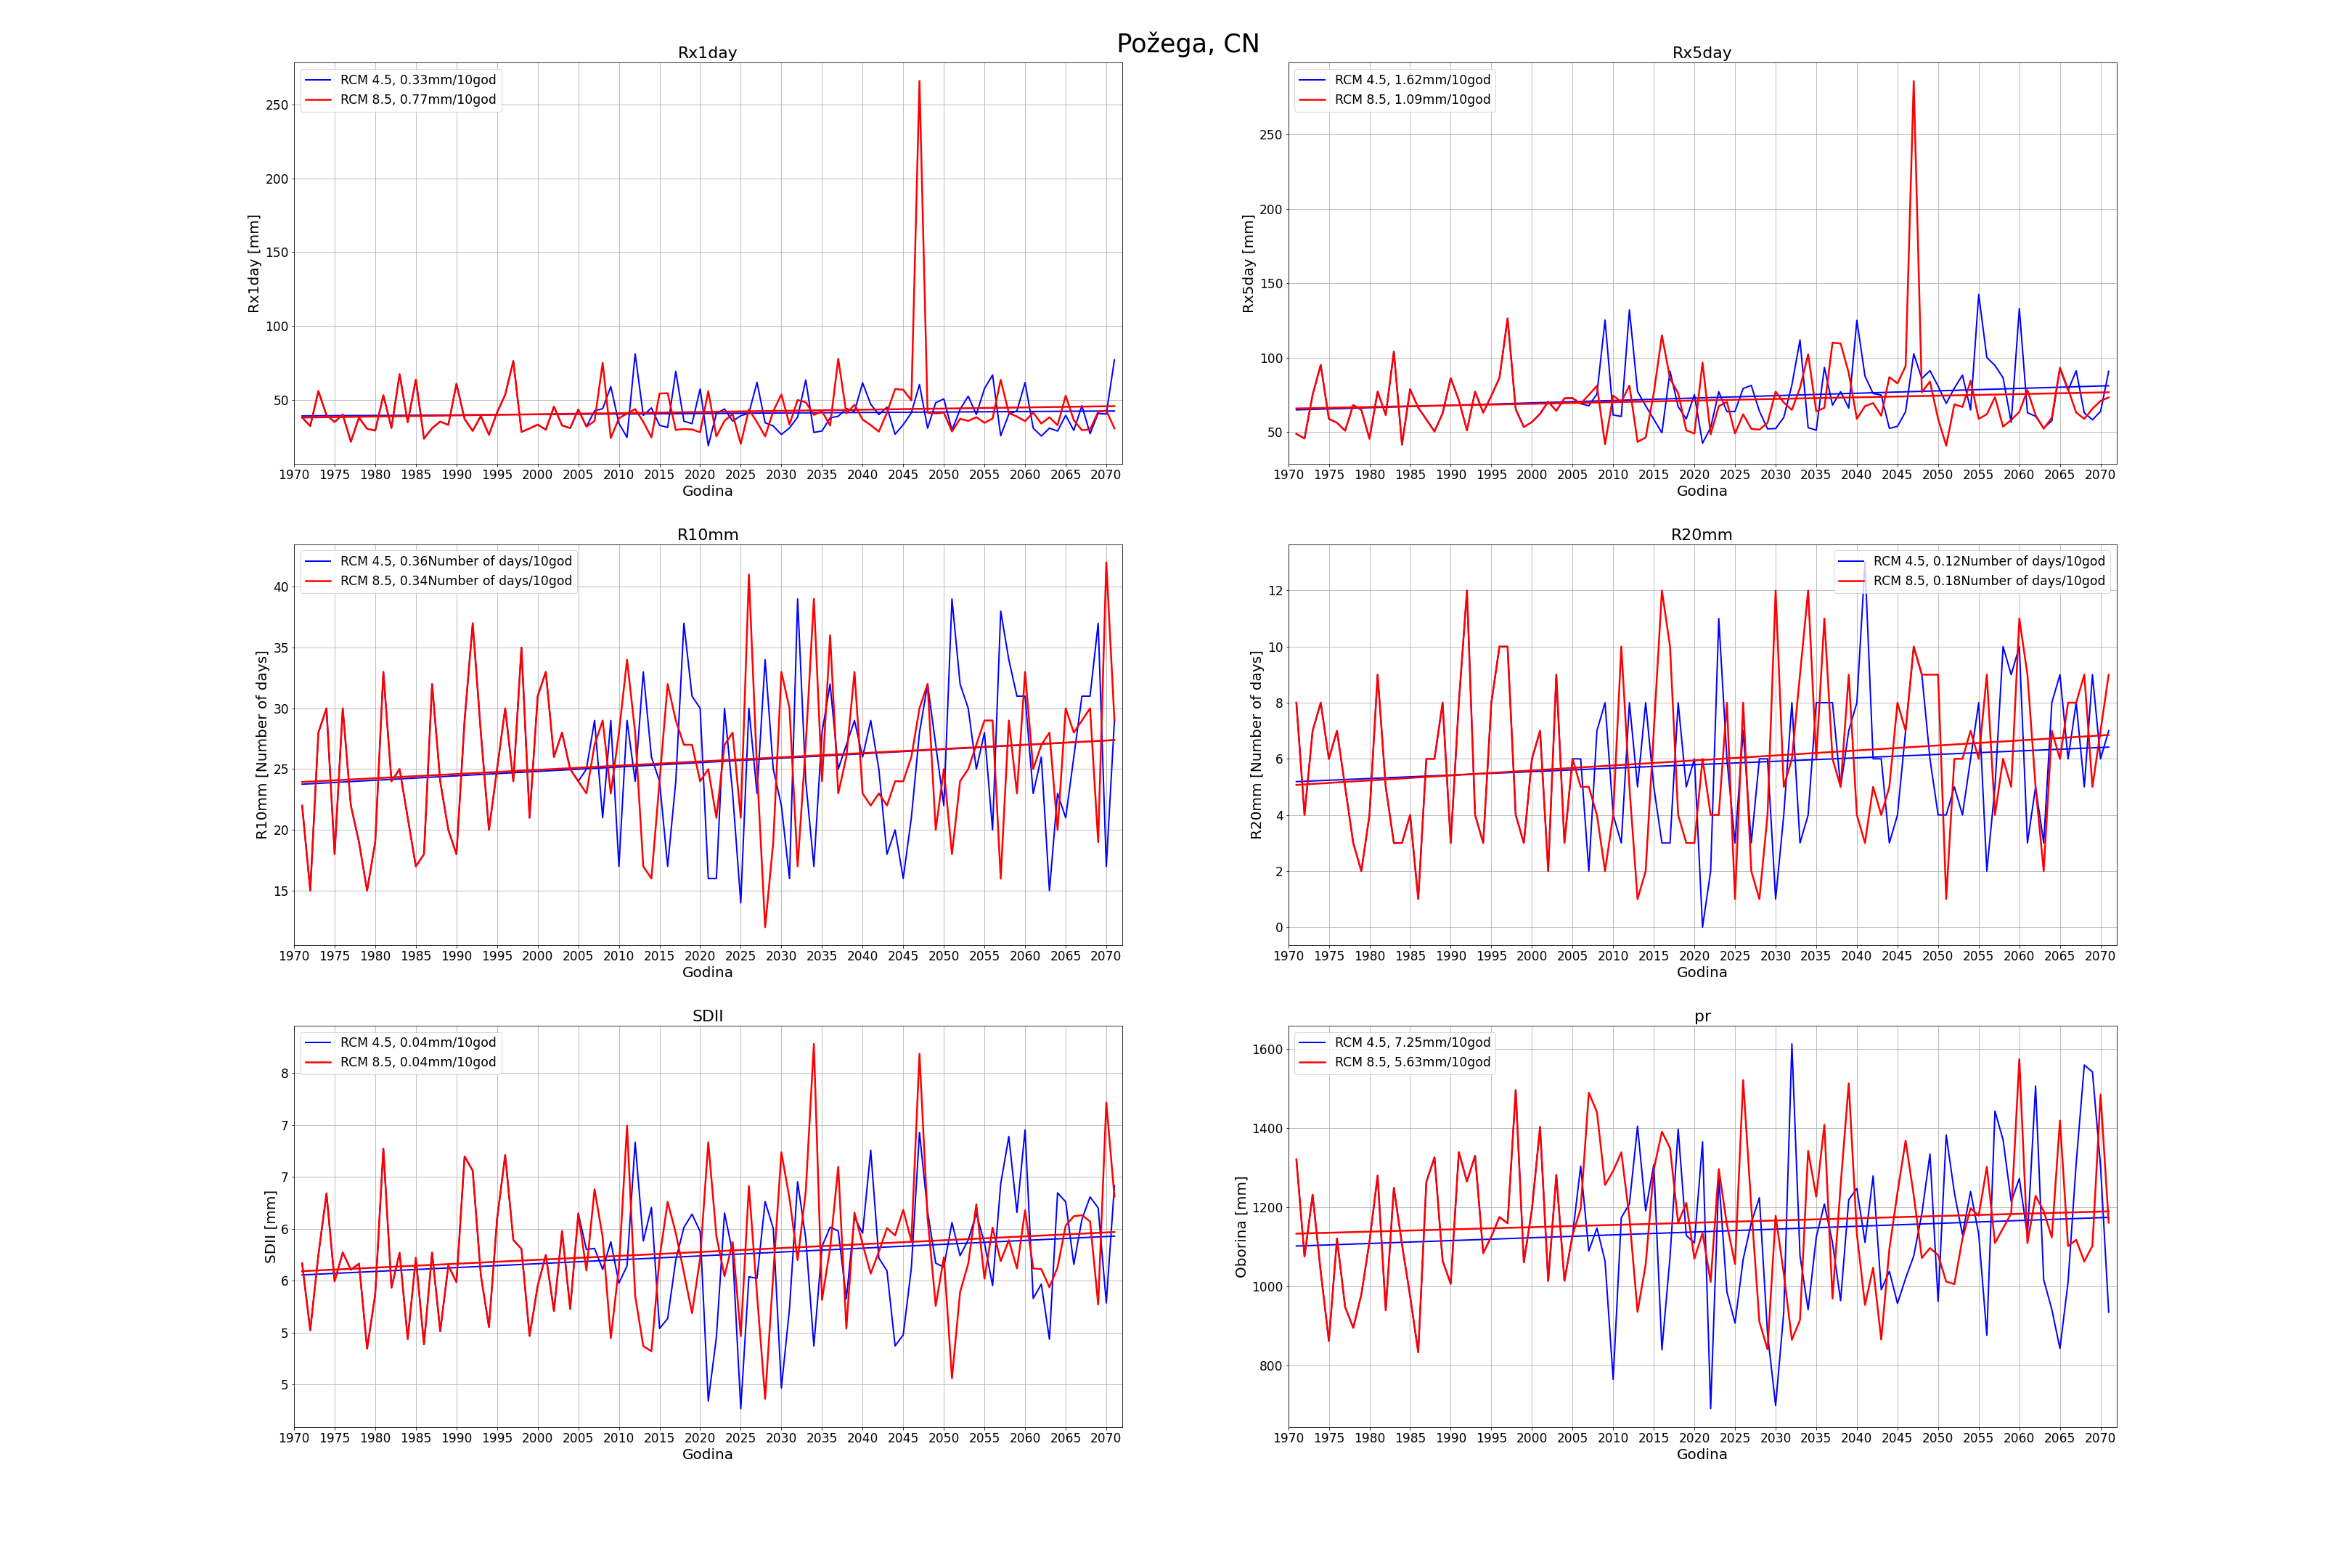 Požega, CN
Rx1day
RCM 4.5, 0.33mm/10god
RCM 8.5, 0.77mm/10god
Rx1day [mm]
250
200
150
100
50
1970 1975 1980 1985 1990 1995 2000 2005 2010 2015 2020 2025 2030 2035 2040 2045 2050 2055 2060 2065 2070
Godina
Rx5day
RCM 4.5, 1.62mm/10god
RCM 8.5, 1.09mm/10god
Rx5day [mm]
250
200
150
100
50
1970 1975 1980 1985 1990 1995 2000 2005 2010 2015 2020 2025 2030 2035 2040 2045 2050 2055 2060 2065 2070
Godina
R10mm
RCM 4.5, 0.36Number of days/10god
RCM 8.5, 0.34Number of days/10god
R10mm [Number of days]
40
35
30
25
20
15
1970 1975 1980 1985 1990 1995 2000 2005 2010 2015 2020 2025 2030 2035 2040 2045 2050 2055 2060 2065 2070
Godina
R20mm
RCM 4.5, 0.12Number of days/10god
RCM 8.5, 0.18Number of days/10god
R20mm [Number of days]
12
10
8
6
4
2
0
1970 1975 1980 1985 1990 1995 2000 2005 2010 2015 2020 2025 2030 2035 2040 2045 2050 2055 2060 2065 2070
Godina
SDII
RCM 4.5, 0.04mm/10god
RCM 8.5, 0.04mm/10god
SDII [mm]
8
7
7
6
6
5
5
1970 1975 1980 1985 1990 1995 2000 2005 2010 2015 2020 2025 2030 2035 2040 2045 2050 2055 2060 2065 2070
Godina
pr
RCM 4.5, 7.25mm/10god
RCM 8.5, 5.63mm/10god
Oborina [mm]
1600
1400
1200
1000
800
1970 1975 1980 1985 1990 1995 2000 2005 2010 2015 2020 2025 2030 2035 2040 2045 2050 2055 2060 2065 2070
Godina